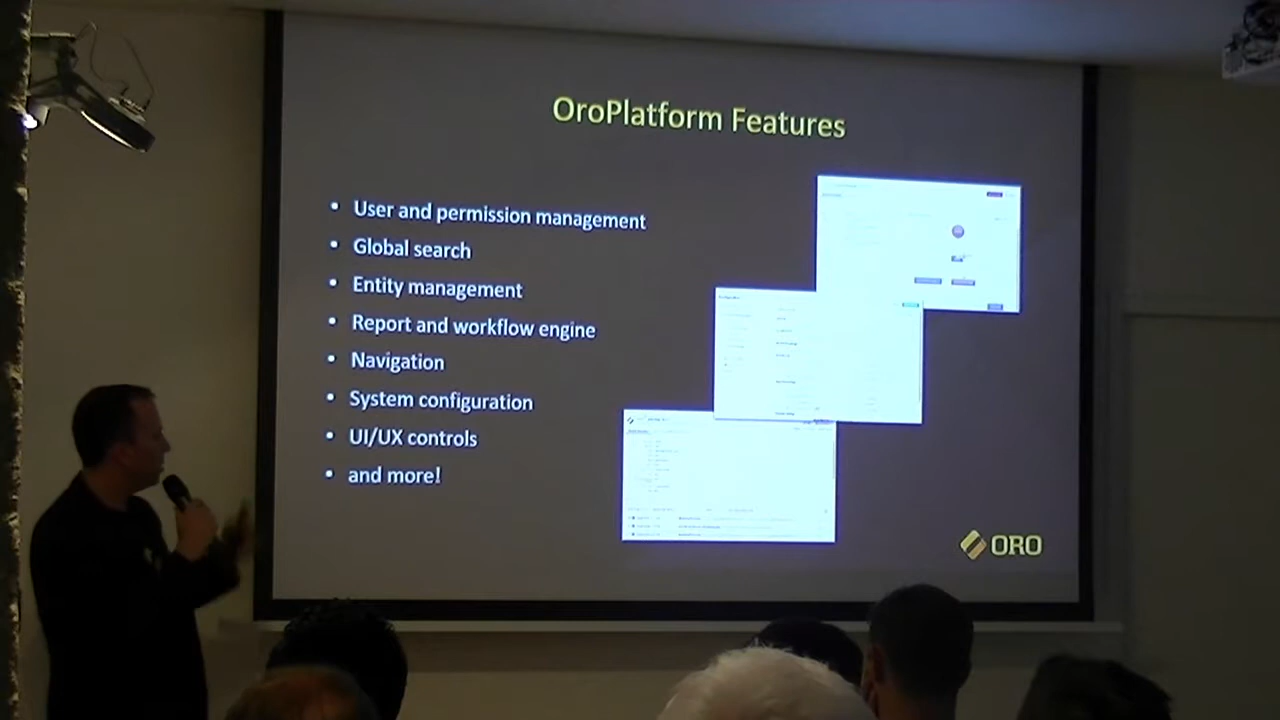 OroPlatform Features
• User and permission management
• Global search
• Entity management
• Report and workflow engine
• Navigation
• System configuration
• UI/UX controls
• and more!
ORO